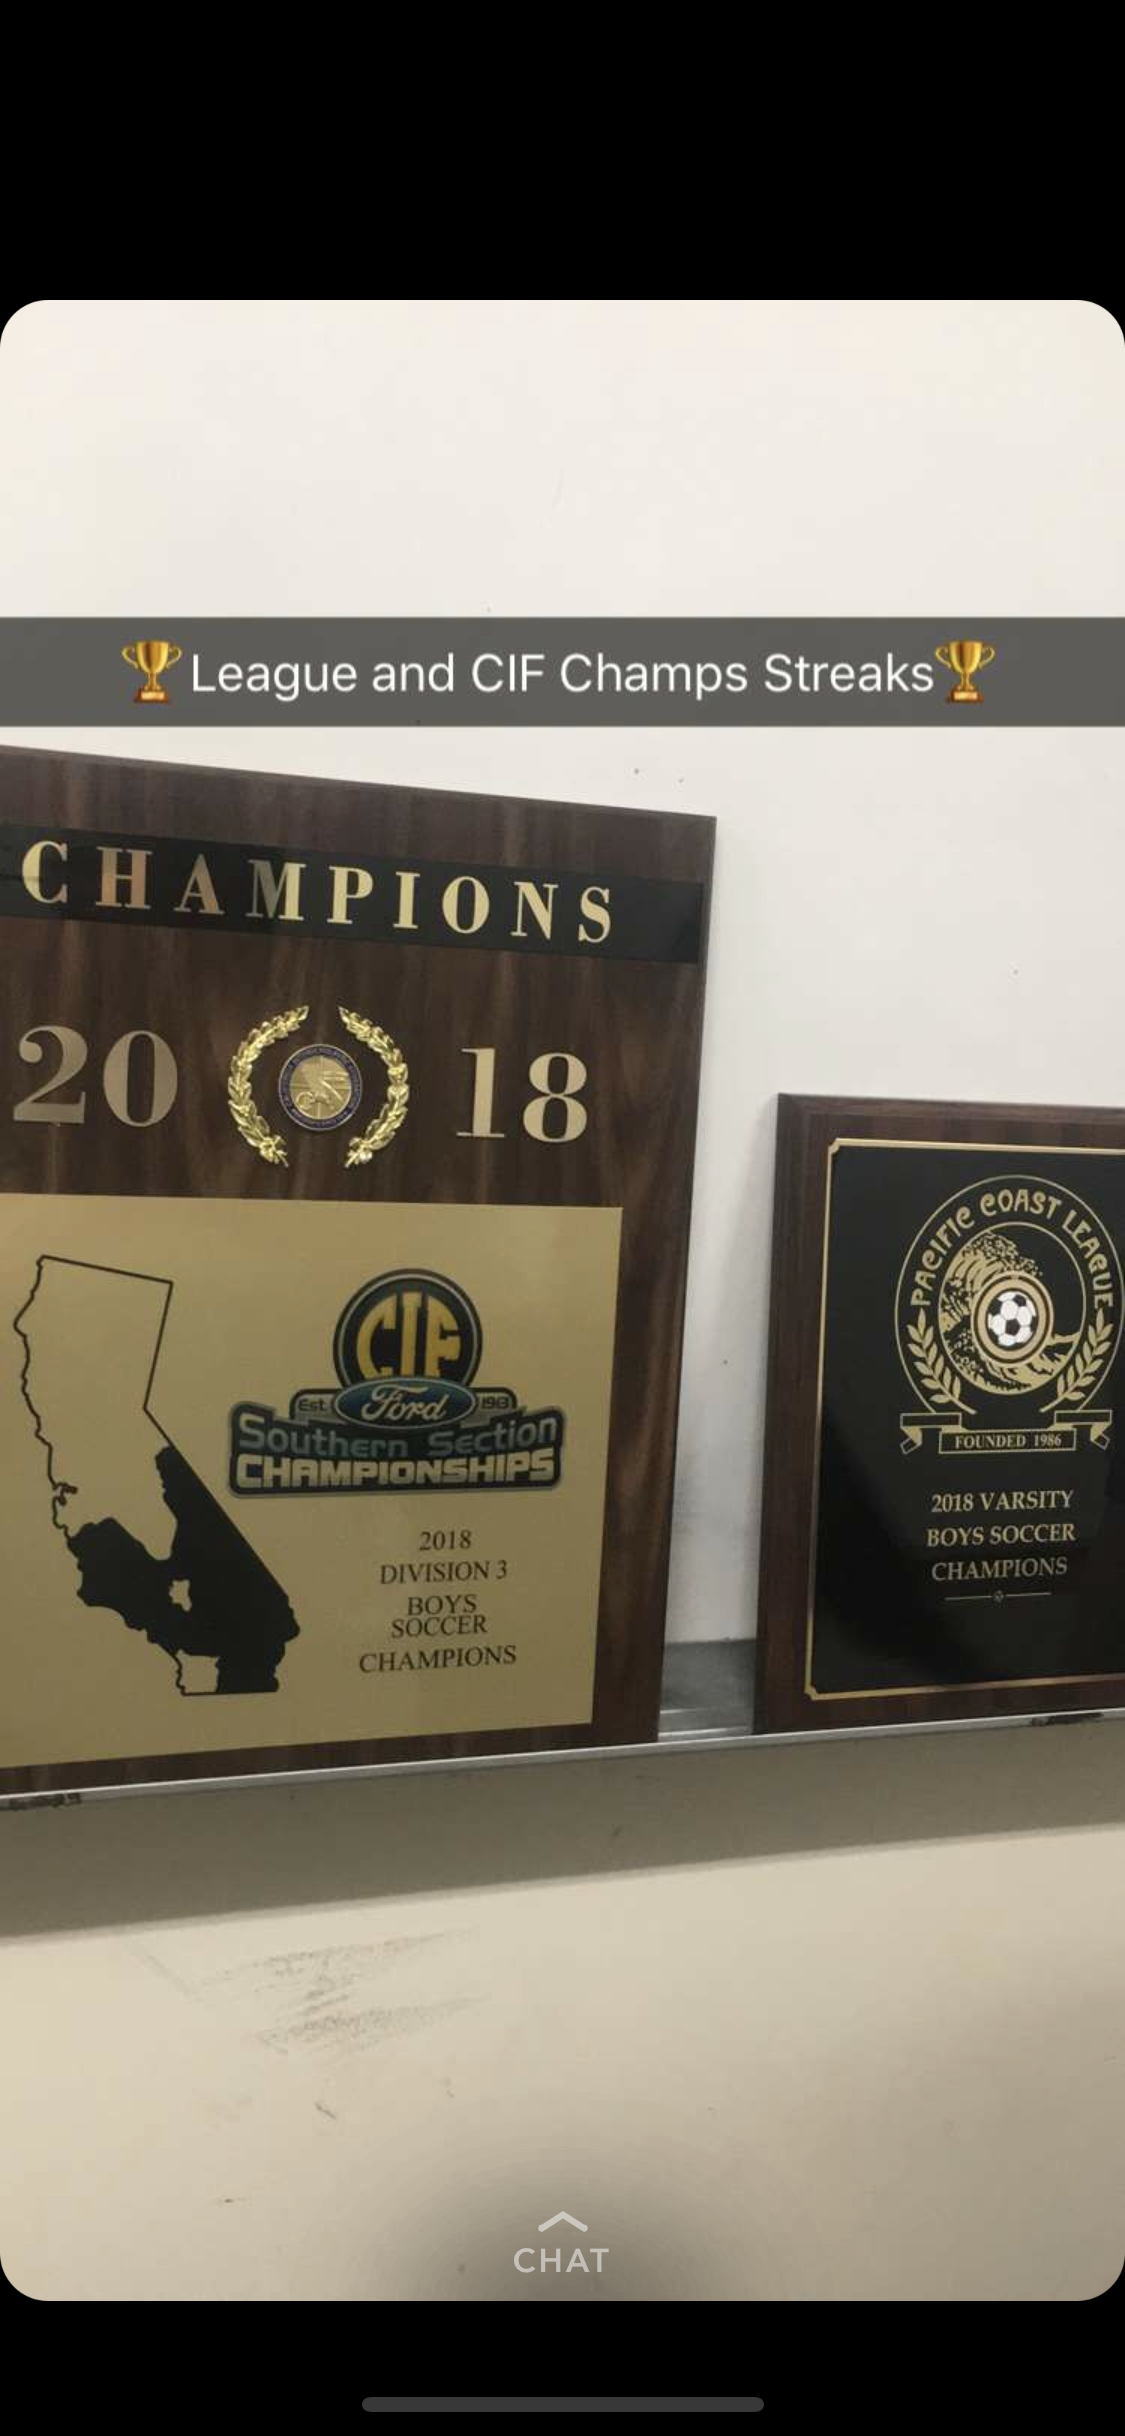 🏆League and CIF Champs Streaks🏆
CHAMPIONS
20 18
CIF
Est. Ford 1913
Southern Section
CHAMPIONSHIPS
2018
DIVISION 3
BOYS
SOCCER
CHAMPIONS
PACIFIC COAST LEAGUE
FOUNDED 1986
2018 VARSITY
BOYS SOCCER
CHAMPIONS
CHAT